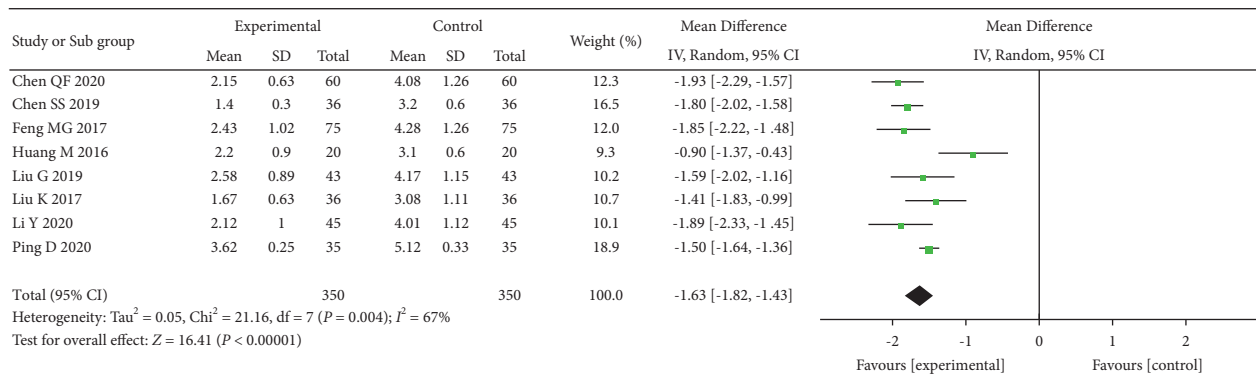 Experimental Control Mean Difference Mean Difference
Study or Sub group Weight (%)
Mean SD Total Mean SD Total IV, Random, 95% CI IV, Random, 95% CI
Chen QF 2020 2.15 0.63 60 4.08 1.26 60 12.3 -1.93 [-2.29, -1.57]
Chen SS 2019 1.4 0.3 36 3.2 0.6 36 16.5 -1.80 [-2.02, -1.58]
Feng MG 2017 2.43 1.02 75 4.28 1.26 75 12.0 -1.85 [-2.22, -1 .48]
Huang M 2016 2.2 0.9 20 3.1 0.6 20 9.3 -0.90 [-1.37, -0.43]
Liu G 2019 2.58 0.89 43 4.17 1.15 43 10.2 -1.59 [-2.02, -1.16]
Liu K 2017 1.67 0.63 36 3.08 1.11 36 10.7 -1.41 [-1.83, -0.99]
Li Y 2020 2.12 1 45 4.01 1.12 45 10.1 -1.89 [-2.33, -1 .45]
Ping D 2020 3.62 0.25 35 5.12 0.33 35 18.9 -1.50 [-1.64, -1.36]
Total (95% CI) 350 350 100.0 -1.63 [-1.82, -1.43]
Heterogeneity: Tau² = 0.05, Chi² = 21.16, df = 7 (P = 0.004); I² = 67%
Test for overall effect: Z = 16.41 (P < 0.00001)
-2 -1 0 1 2
Favours [experimental] Favours [control]